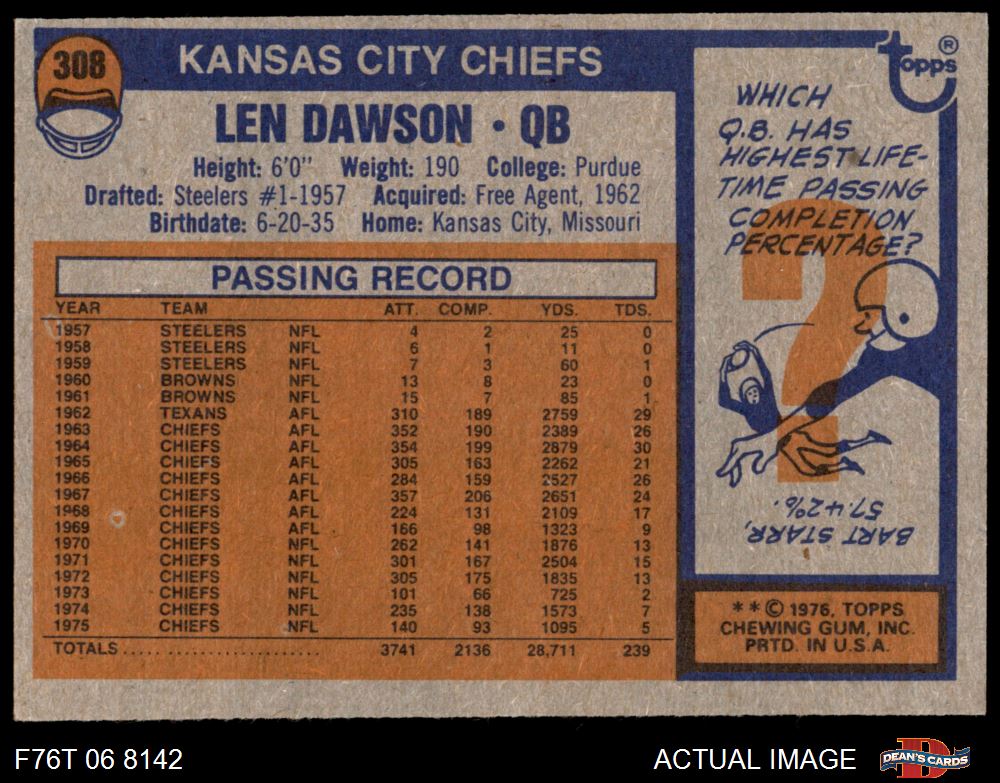 308
KANSAS CITY CHIEFS
LEN DAWSON • QB
Height: 6'0" Weight: 190 College: Purdue
Drafted: Steelers #1-1957 Acquired: Free Agent, 1962
Birthdate: 6-20-35 Home: Kansas City, Missouri
PASSING RECORD
YEAR TEAM ATT. COMP. YDS. TDS.
1957 STEELERS NFL 4 2 25 0
1958 STEELERS NFL 6 1 11 0
1959 STEELERS NFL 7 3 60 1
1960 BROWNS NFL 13 8 23 0
1961 BROWNS NFL 15 7 85 1
1962 TEXANS AFL 310 189 2759 29
1963 CHIEFS AFL 352 190 2389 26
1964 CHIEFS AFL 354 199 2879 30
1965 CHIEFS AFL 305 163 2262 21
1966 CHIEFS AFL 284 159 2527 26
1967 CHIEFS AFL 357 206 2651 24
1968 CHIEFS AFL 224 131 2109 17
1969 CHIEFS AFL 166 98 1323 9
1970 CHIEFS NFL 262 141 1876 13
1971 CHIEFS NFL 301 167 2504 15
1972 CHIEFS NFL 305 175 1835 13
1973 CHIEFS NFL 101 66 725 2
1974 CHIEFS NFL 235 138 1573 7
1975 CHIEFS NFL 140 93 1095 5
TOTALS..... ...................... 3741 2136 28,711 239
topps ®
WHICH
Q.B. HAS
HIGHEST LIFE-
TIME PASSING
COMPLETION
PERCENTAGE?
?
BART STARR,
57.42%.
**© 1976, TOPPS
CHEWING GUM, INC.
PRTD. IN U.S.A.
F76T 06 8142
ACTUAL IMAGE
D
DEAN'S CARDS